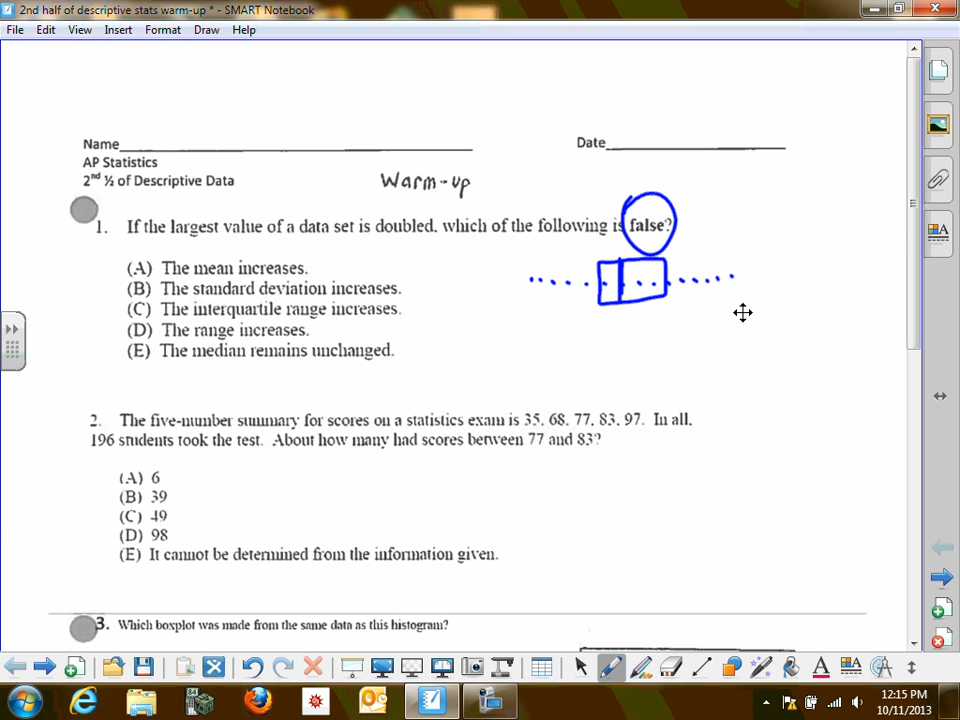 2nd half of descriptive stats warm-up * - SMART Notebook
File Edit View Insert Format Draw Help
Name
Date
AP Statistics
2nd ½ of Descriptive Data
Warm-up
1. If the largest value of a data set is doubled, which of the following is false?
(A) The mean increases.
(B) The standard deviation increases.
(C) The interquartile range increases.
(D) The range increases.
(E) The median remains unchanged.
2. The five-number summary for scores on a statistics exam is 35, 68, 77, 83, 97. In all,
196 students took the test. About how many had scores between 77 and 83?
(A) 6
(B) 39
(C) 49
(D) 98
(E) It cannot be determined from the information given.
3. Which boxplot was made from the same data as this histogram?
12:15 PM
10/11/2013